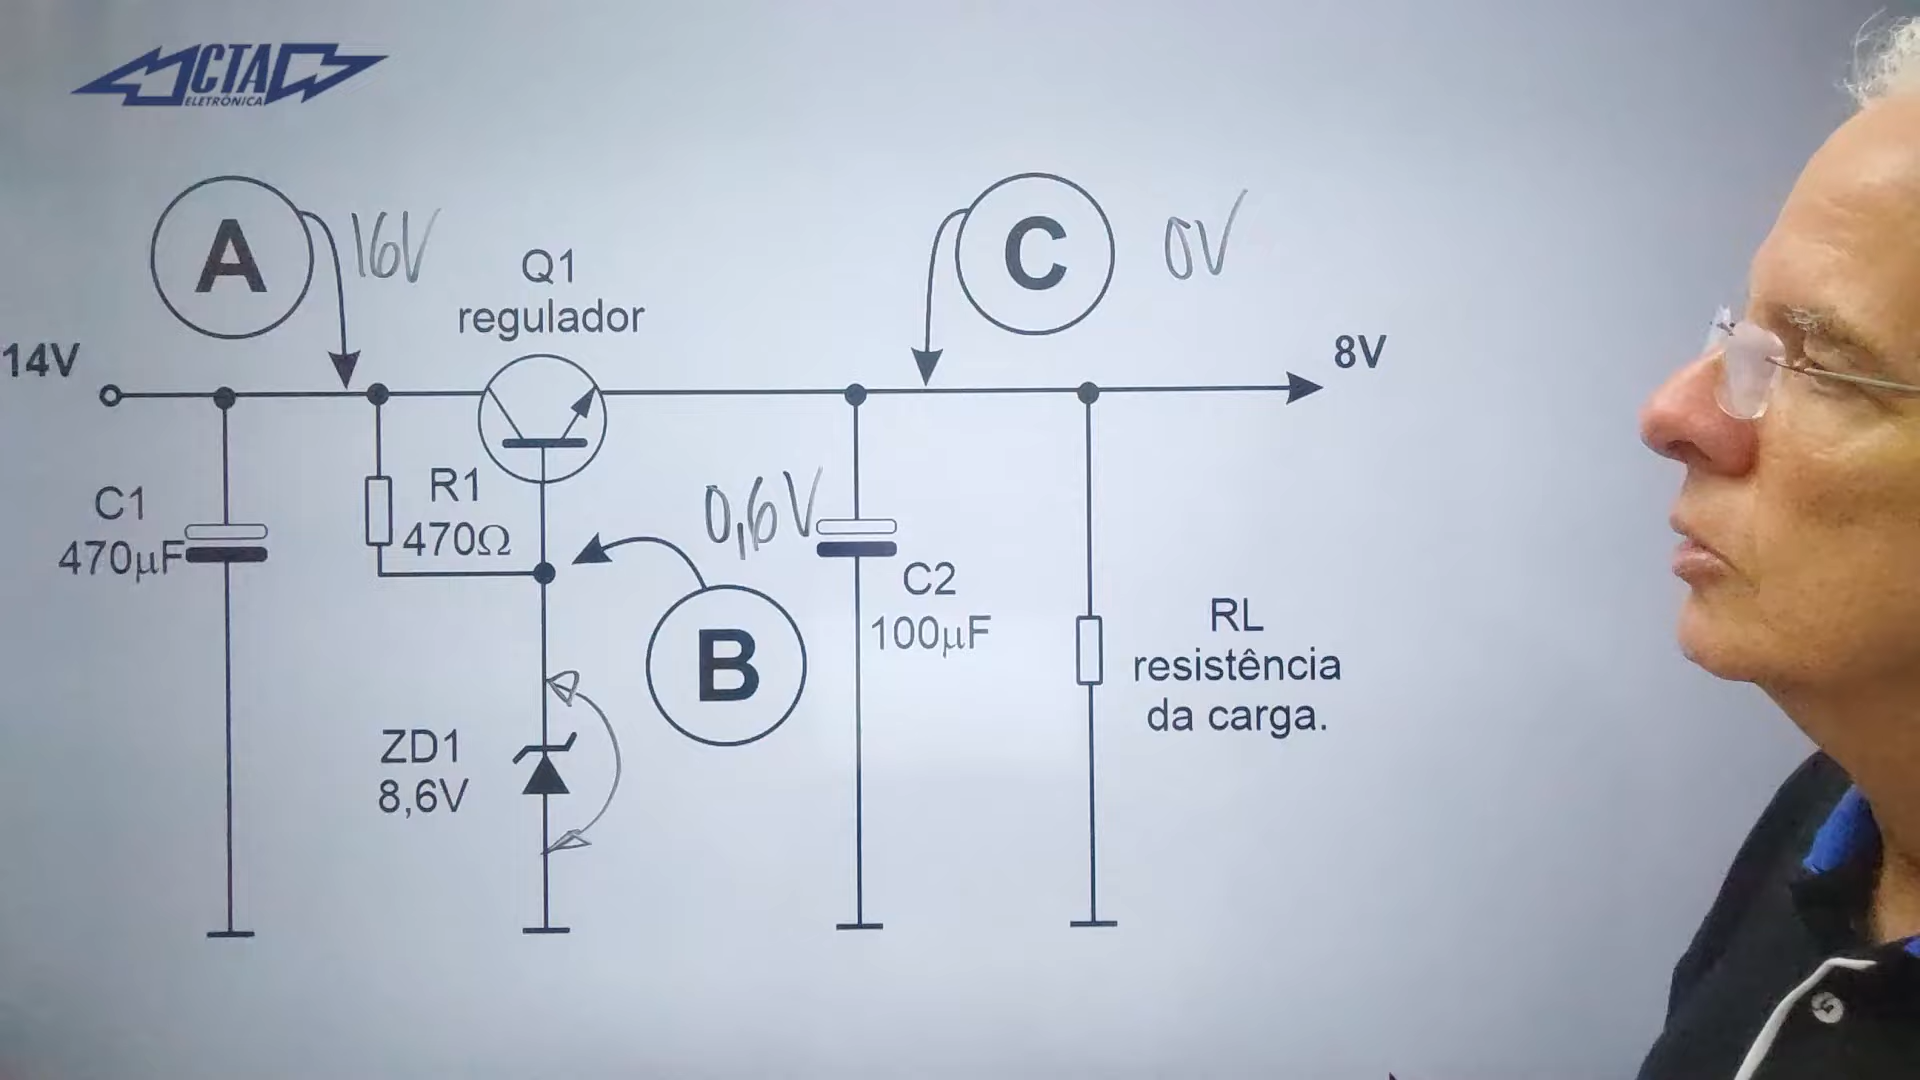 CTA
ELETRÔNICA
A
16V
Q1
regulador
C
0V
14V
8V
C1
470µF
R1
470Ω
0,6V
C2
100µF
B
RL
resistência
da carga.
ZD1
8,6V